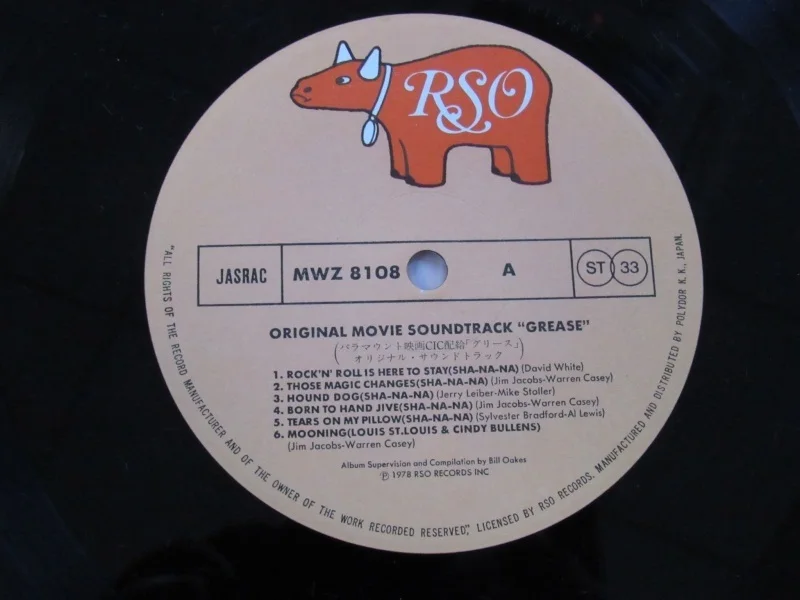 RSO
JASRAC
MWZ 8108
A
ST 33
ORIGINAL MOVIE SOUNDTRACK "GREASE"
(パラマウント映画CIC配給「グリース」
オリジナル・サウンドトラック)
1. ROCK'N' ROLL IS HERE TO STAY(SHA-NA-NA) (David White)
2. THOSE MAGIC CHANGES(SHA-NA-NA) (Jim Jacobs-Warren Casey)
3. HOUND DOG(SHA-NA-NA) (Jerry Leiber-Mike Stoller)
4. BORN TO HAND JIVE(SHA-NA-NA) (Jim Jacobs-Warren Casey)
5. TEARS ON MY PILLOW(SHA-NA-NA) (Sylvester Bradford-Al Lewis)
6. MOONING(LOUIS ST.LOUIS & CINDY BULLENS)
(Jim Jacobs-Warren Casey)
Album Supervision and Compilation by Bill Oakes
Ⓟ 1978 RSO RECORDS INC
"ALL RIGHTS OF THE RECORD MANUFACTURER AND OF THE OWNER OF THE WORK RECORDED RESERVED," LICENSED BY RSO RECORDS. MANUFACTURED AND DISTRIBUTED BY POLYDOR K. K., JAPAN.